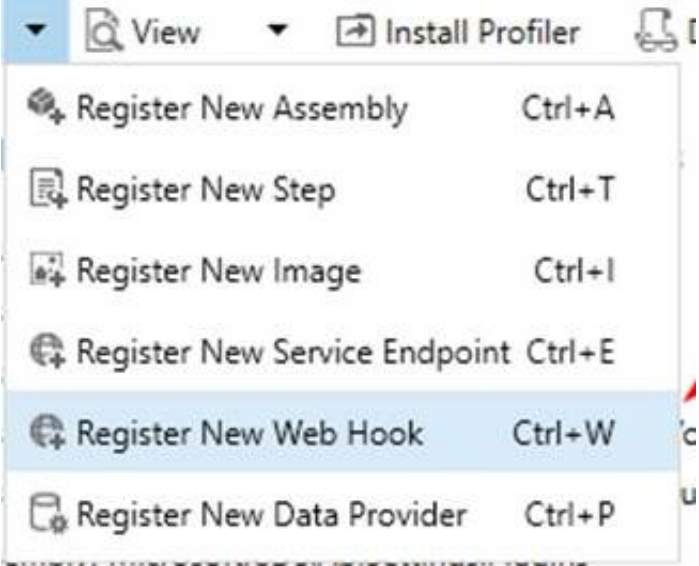 View Install Profiler
Register New Assembly Ctrl+A
Register New Step Ctrl+T
Register New Image Ctrl+I
Register New Service Endpoint Ctrl+E
Register New Web Hook Ctrl+W
Register New Data Provider Ctrl+P